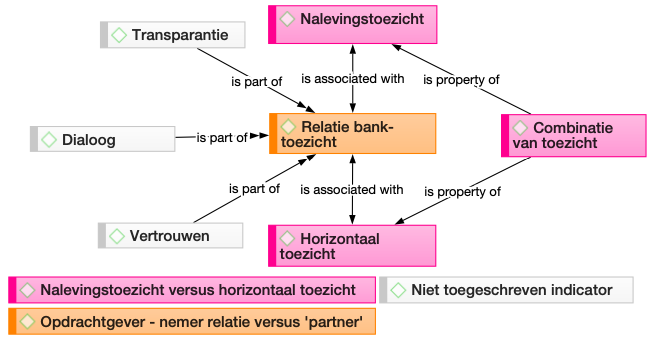 Nalevingstoezicht
Transparantie
is part of
is associated with
is property of
Relatie bank-
toezicht
Combinatie
van toezicht
Dialoog
is part of
is part of
is associated with
is property of
Vertrouwen
Horizontaal
toezicht
Nalevingstoezicht versus horizontaal toezicht
Niet toegeschreven indicator
Opdrachtgever - nemer relatie versus 'partner'